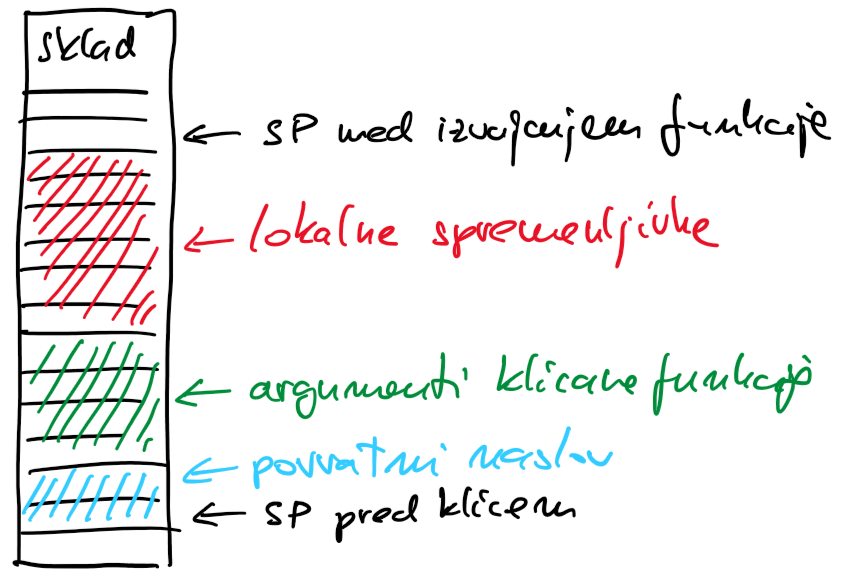 sklad
SP med izvajanjem funkcije
lokalne spremenljivke
argumenti klicane funkcije
povratni naslov
SP pred klicem